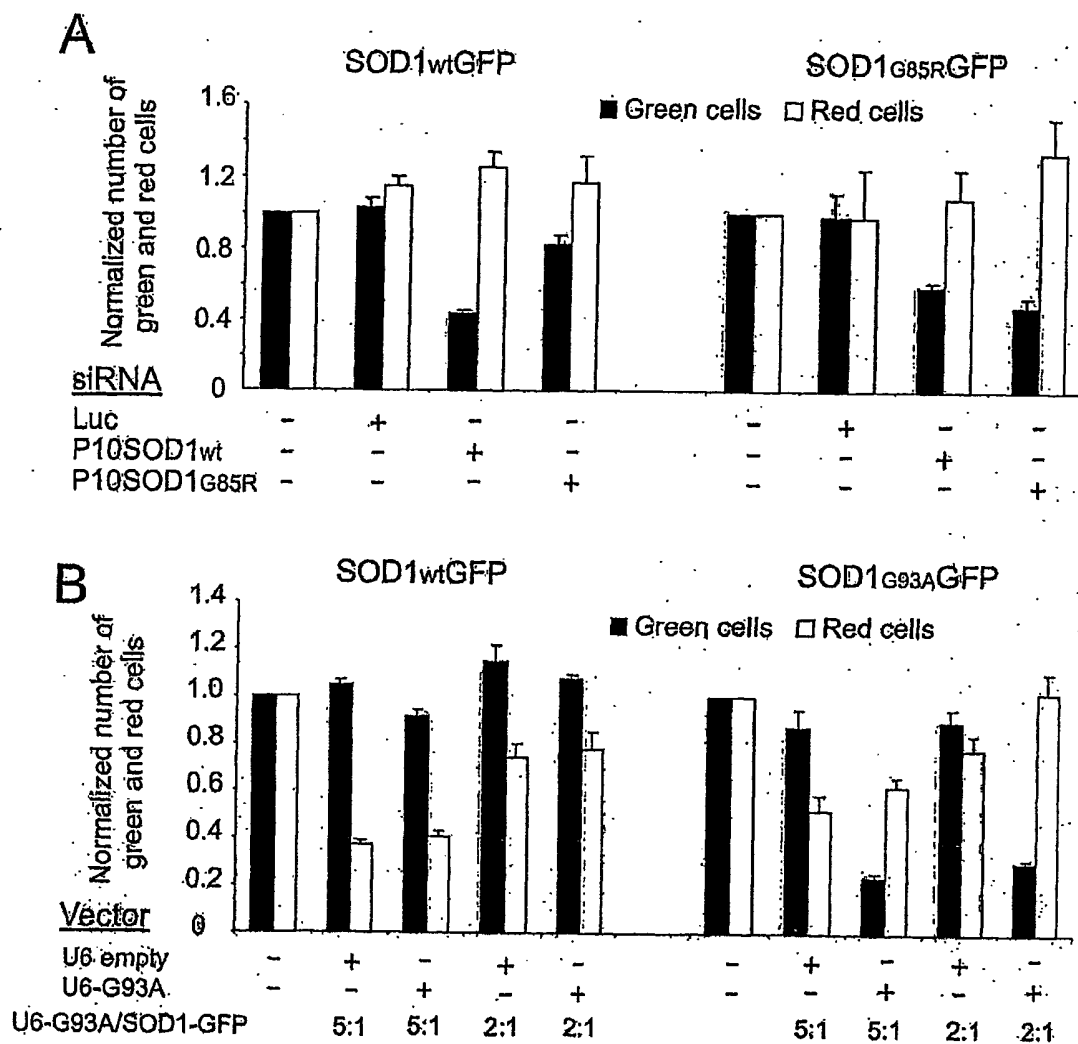 A
SOD1wtGFP
SOD1G85RGFP
Normalized number of
green and red cells
Green cells
Red cells
1.6
1.2
0.8
0.4
0
siRNA
Luc - + - - - + - -
P10SOD1wt - - + - - - + -
P10SOD1G85R - - - + - - - +
B
SOD1wtGFP
SOD1G93AGFP
Normalized number of
green and red cells
Green cells
Red cells
1.4
1.2
1.0
0.8
0.6
0.4
0.2
0
Vector
U6 empty - + - + - - + - + -
U6-G93A - - + - + - - + - +
U6-G93A/SOD1-GFP 5:1 5:1 2:1 2:1 5:1 5:1 2:1 2:1